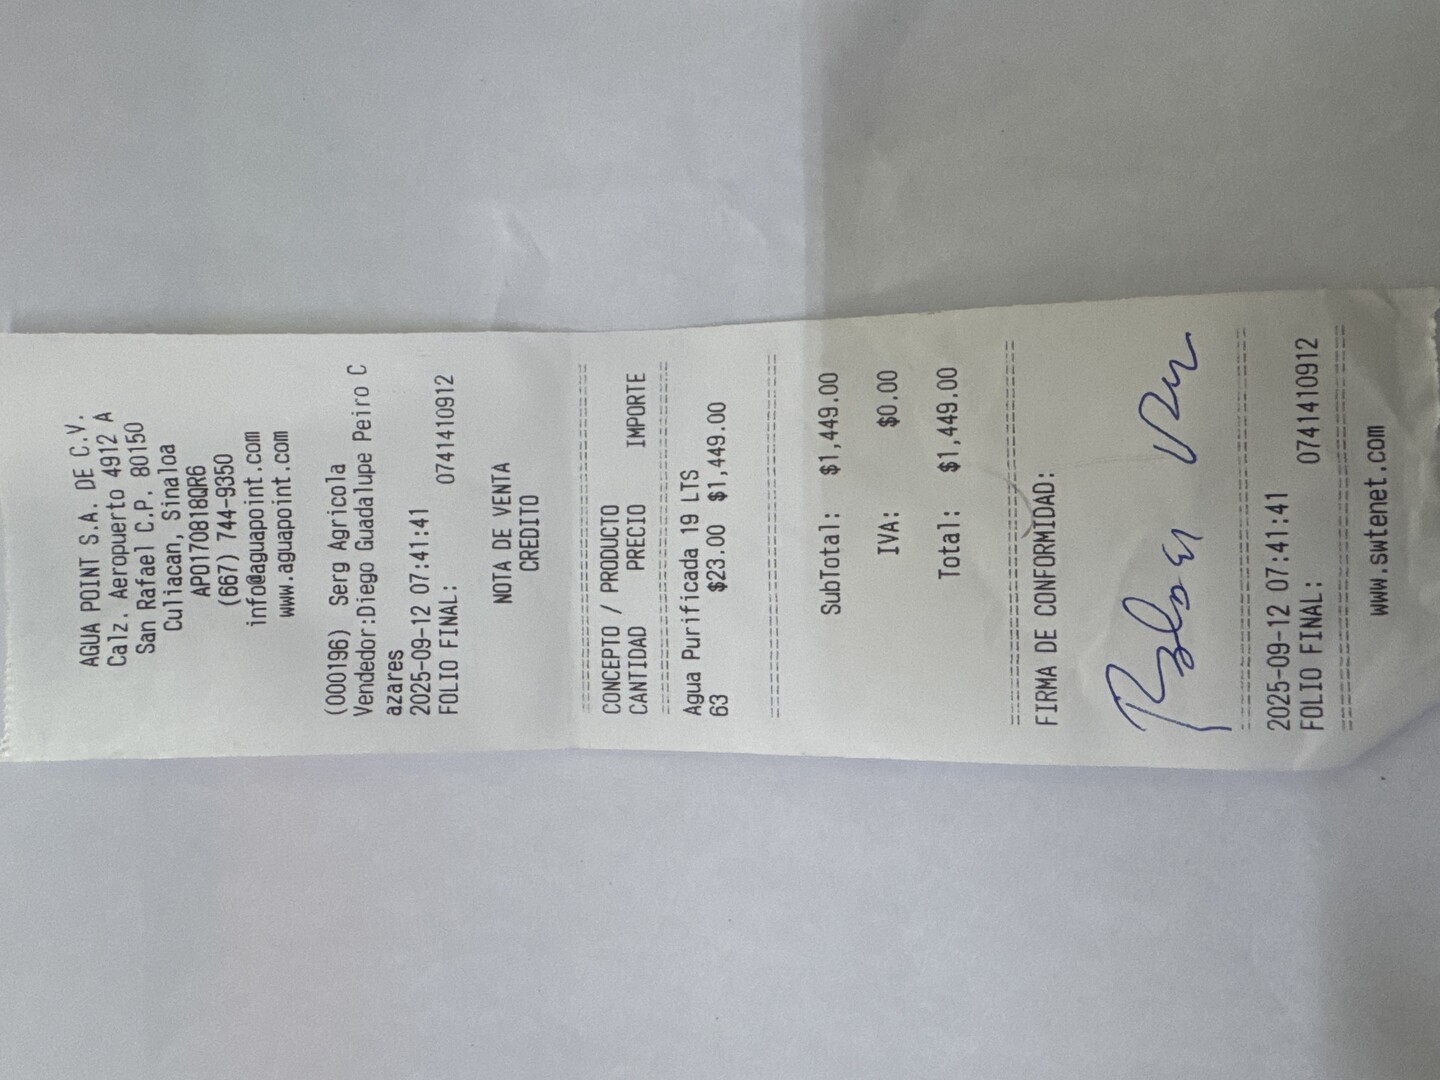 AGUA POINT S.A. DE C.V.
Calz. Aeropuerto 4912 A
San Rafael C.P. 80150
Culiacan, Sinaloa
APO170818QR6
(667) 744-9350
info@aguapoint.com
www.aguapoint.com
(000196) Serg Agricola
Vendedor:Diego Guadalupe Peiro C
azares
2025-09-12 07:41:41
FOLIO FINAL: 0741410912
NOTA DE VENTA
CREDITO
CONCEPTO / PRODUCTO
CANTIDAD PRECIO IMPORTE
Agua Purificada 19 LTS
63 $23.00 $1,449.00
SubTotal: $1,449.00
IVA: $0.00
Total: $1,449.00
FIRMA DE CONFORMIDAD:
2025-09-12 07:41:41
FOLIO FINAL: 0741410912
www.swtenet.com